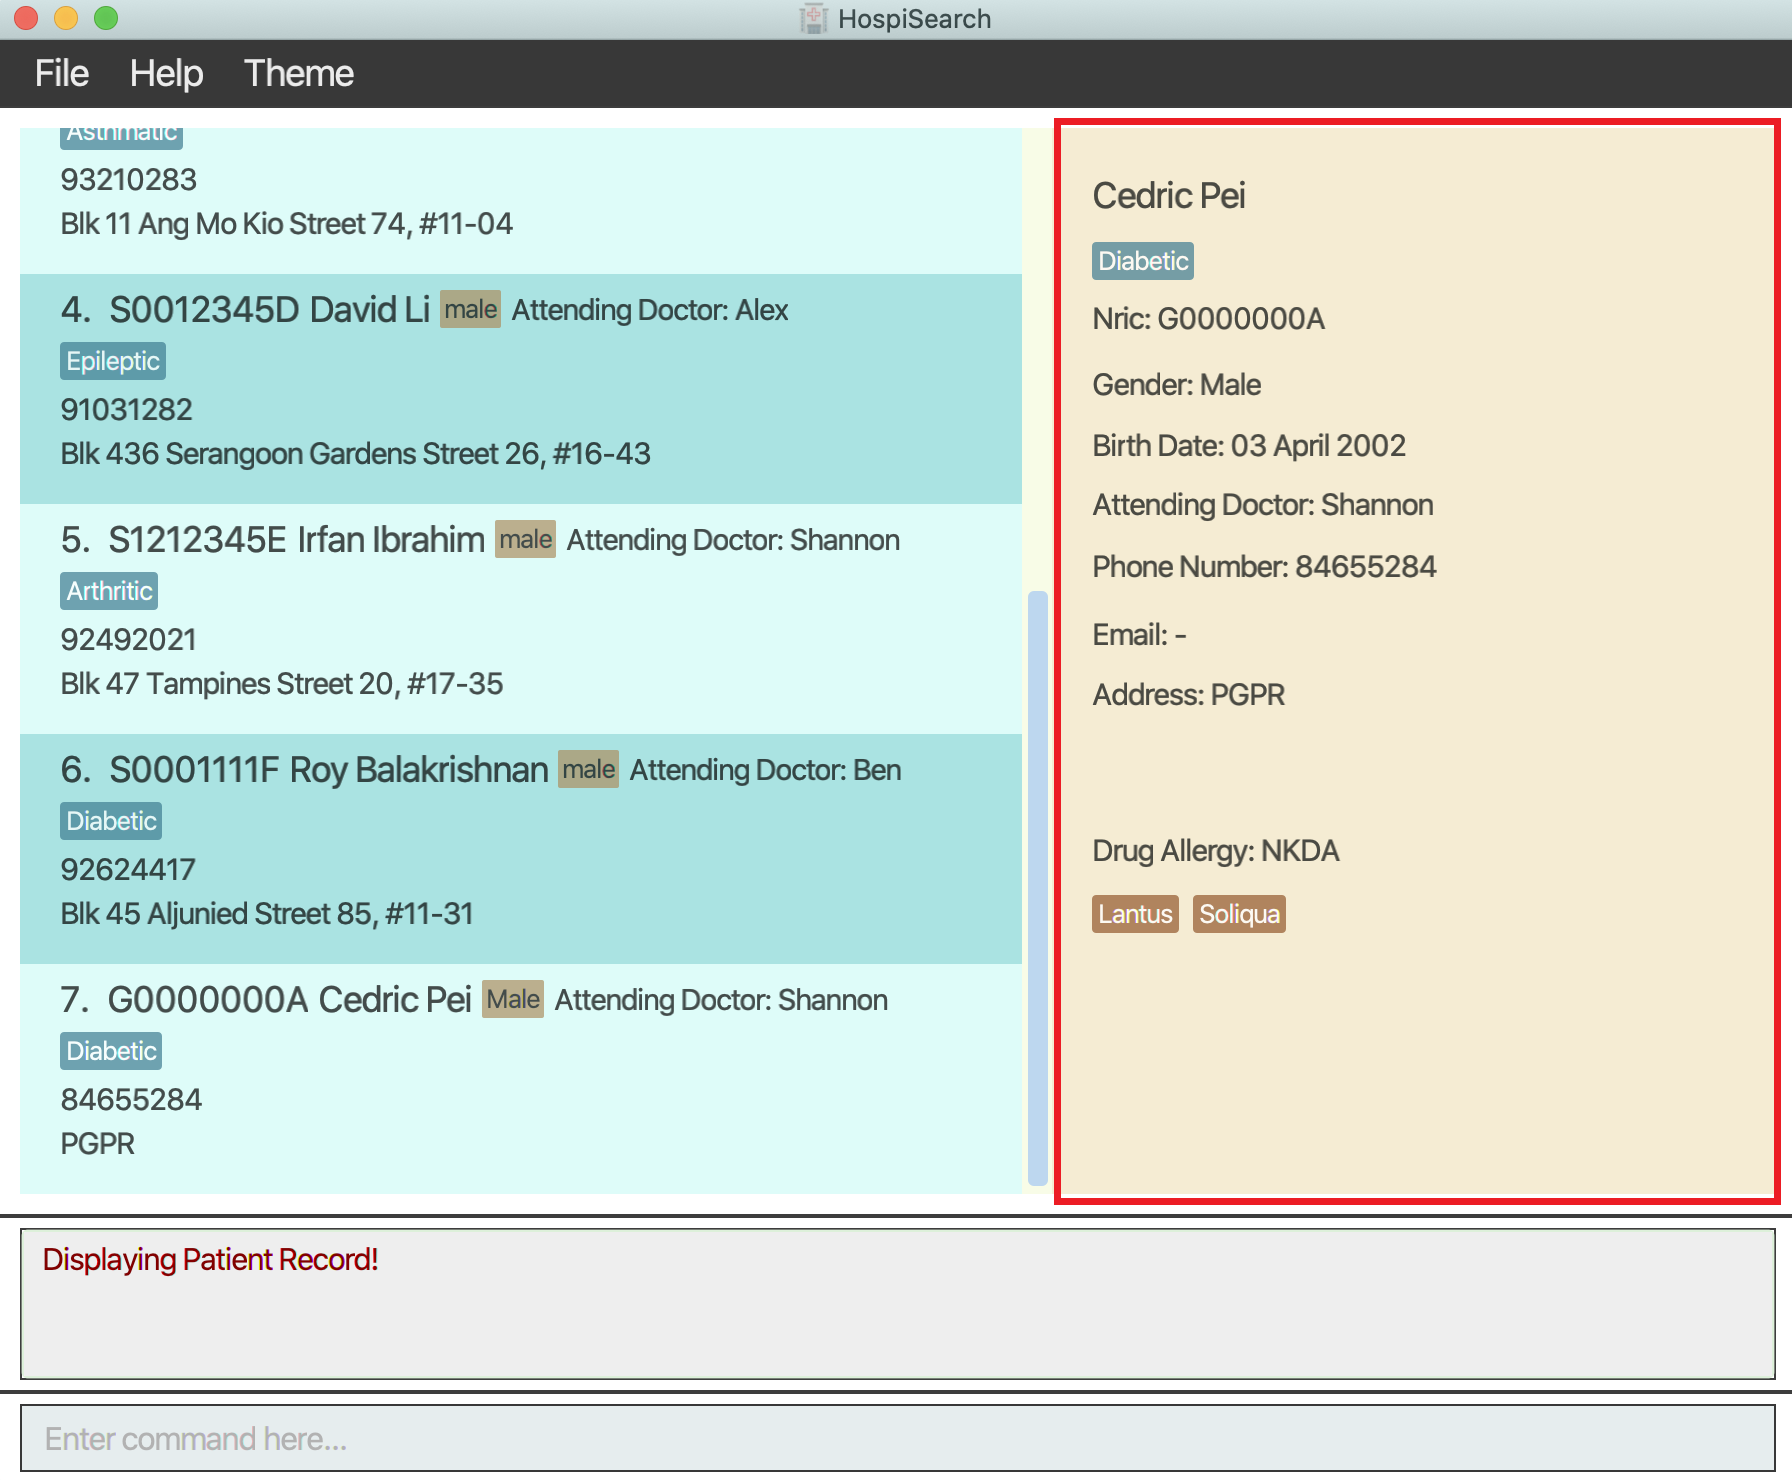 HospiSearch
File Help Theme
Asthmatic
93210283
Blk 11 Ang Mo Kio Street 74, #11-04
4. S0012345D David Li male Attending Doctor: Alex
Epileptic
91031282
Blk 436 Serangoon Gardens Street 26, #16-43
5. S1212345E Irfan Ibrahim male Attending Doctor: Shannon
Arthritic
92492021
Blk 47 Tampines Street 20, #17-35
6. S0001111F Roy Balakrishnan male Attending Doctor: Ben
Diabetic
92624417
Blk 45 Aljunied Street 85, #11-31
7. G0000000A Cedric Pei Male Attending Doctor: Shannon
Diabetic
84655284
PGPR
Cedric Pei
Diabetic
Nric: G0000000A
Gender: Male
Birth Date: 03 April 2002
Attending Doctor: Shannon
Phone Number: 84655284
Email: -
Address: PGPR
Drug Allergy: NKDA
Lantus Soliqua
Displaying Patient Record!
Enter command here...